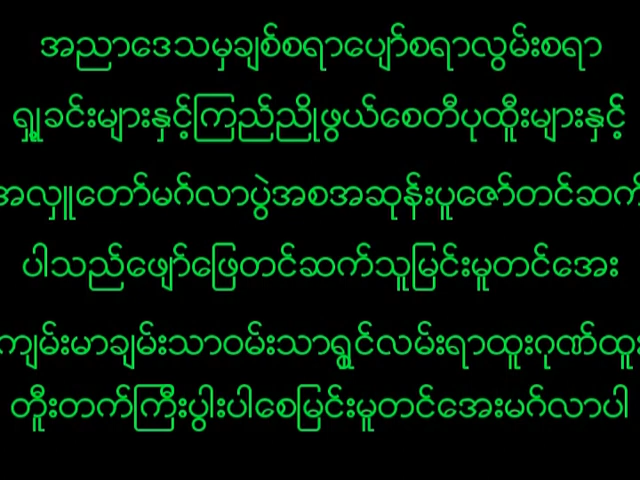 အညာဒေသမှချစ်စရာပျော်စရာလွမ်းစရာ
ရှုခင်းများနှင့်ကြည်ညိုဖွယ်စေတီပုထိုးများနှင့်
အလှူတော်မင်္ဂလာပွဲအစအဆုန်းပူဇော်တင်ဆက်
ပါသည်ဖျော်ဖြေတင်ဆက်သူမြင်းမူတင်အေး
ကျမ်းမာချမ်းသာဝမ်းသာရွှင်လမ်းရာထူးဂုဏ်ထူး
တိုးတက်ကြီးပွါးပါစေမြင်းမူတင်အေးမင်္ဂလာပါ